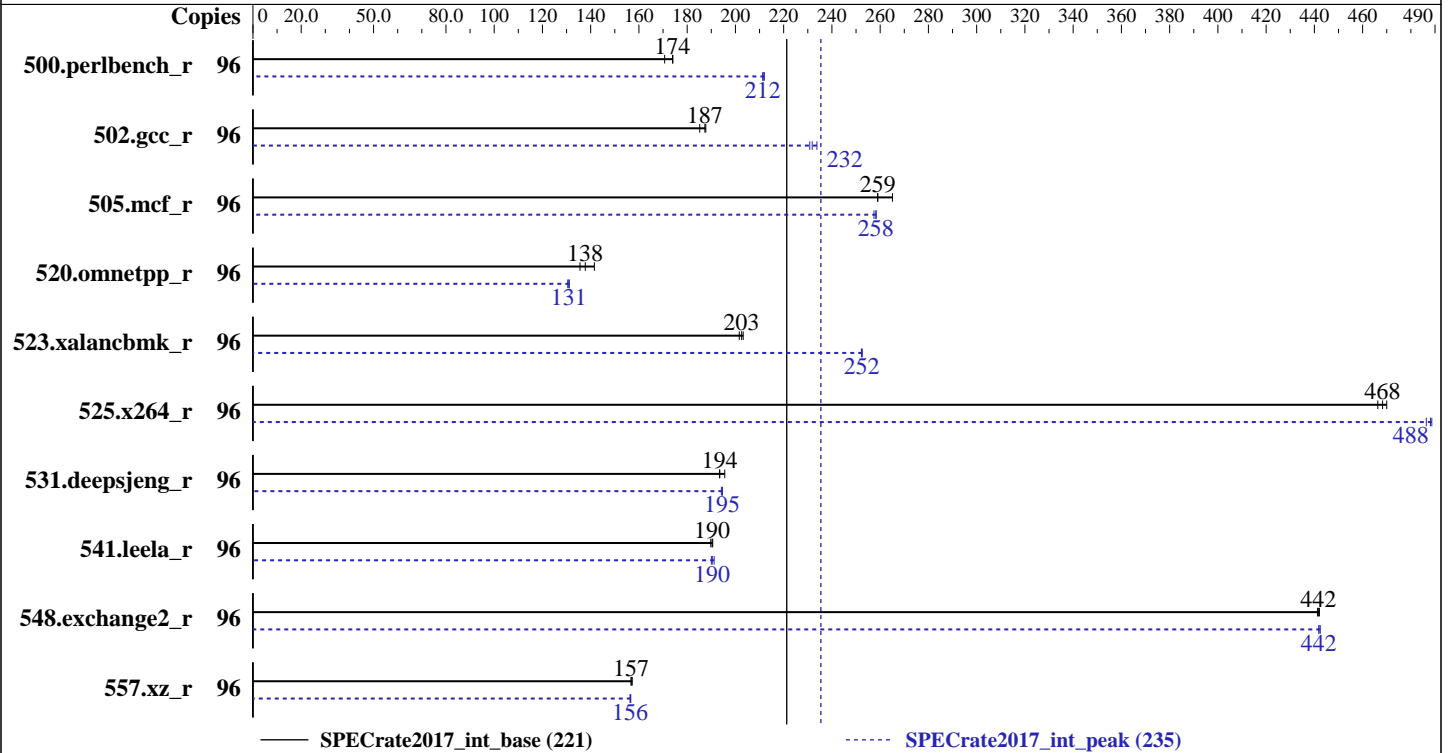 Copies 0 20.0 50.0 80.0 100 120 140 160 180 200 220 240 260 280 300 320 340 360 380 400 420 440 460 490
174
500.perlbench_r 96
212
187
502.gcc_r 96
232
259
505.mcf_r 96
258
138
520.omnetpp_r 96
131
203
523.xalancbmk_r 96
252
468
525.x264_r 96
488
194
531.deepsjeng_r 96
195
190
541.leela_r 96
190
442
548.exchange2_r 96
442
157
557.xz_r 96
156
SPECrate2017_int_base (221) SPECrate2017_int_peak (235)